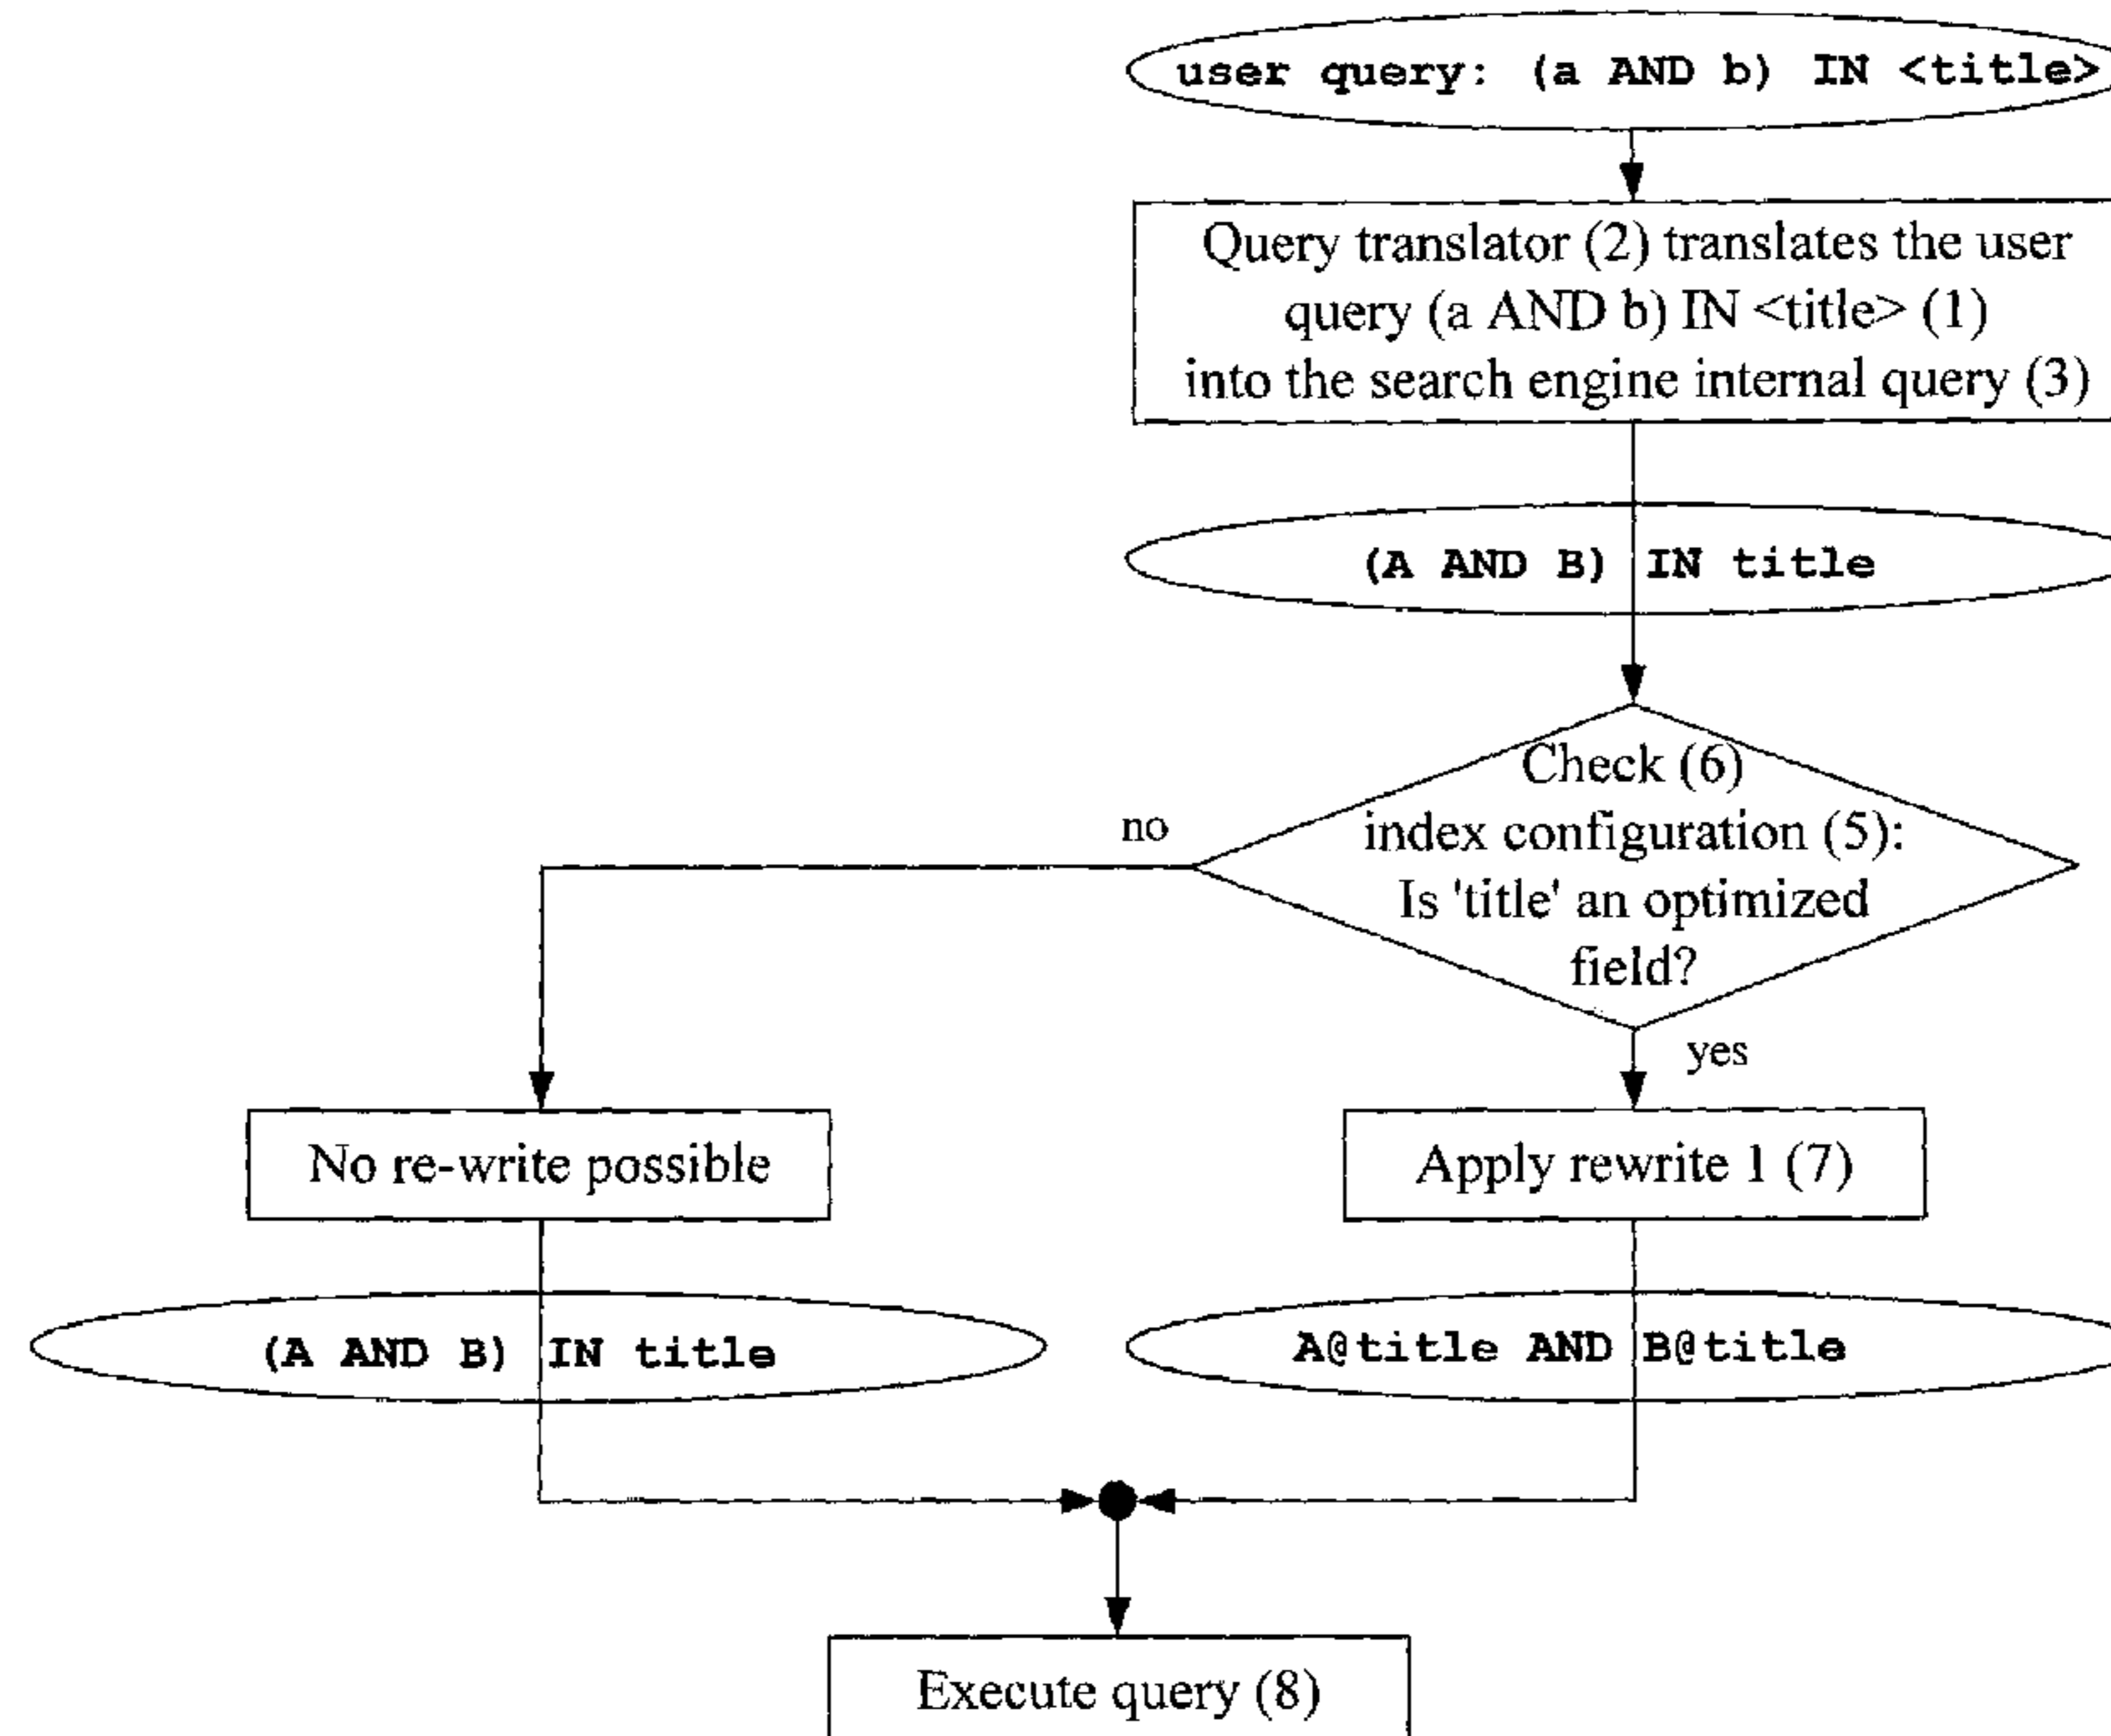 user query: (a AND b) IN <title>
Query translator (2) translates the user
query (a AND b) IN <title> (1)
into the search engine internal query (3)
(A AND B) IN title
Check (6)
index configuration (5):
Is 'title' an optimized
field?
no
yes
No re-write possible
Apply rewrite 1 (7)
(A AND B) IN title
A@title AND B@title
Execute query (8)